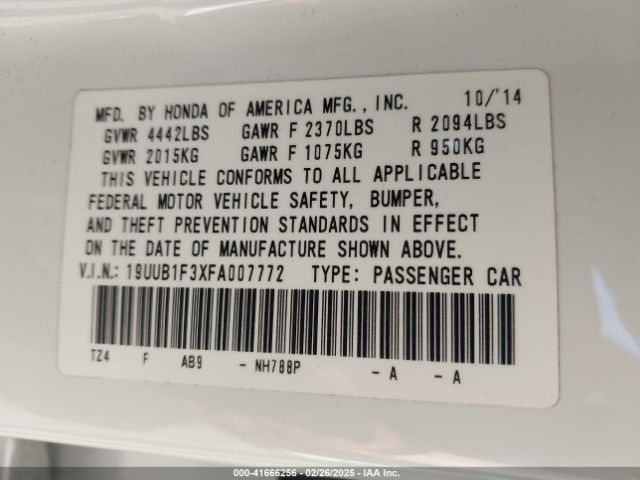 MFD. BY HONDA OF AMERICA MFG., INC. 10/'14
GVWR 4442LBS GAWR F 2370LBS R 2094LBS
GVWR 2015KG GAWR F 1075KG R 950KG
THIS VEHICLE CONFORMS TO ALL APPLICABLE
FEDERAL MOTOR VEHICLE SAFETY, BUMPER,
AND THEFT PREVENTION STANDARDS IN EFFECT
ON THE DATE OF MANUFACTURE SHOWN ABOVE.
V.I.N.: 19UUB1F3XFA007772 TYPE: PASSENGER CAR
TZ4 F AB9 - NH788P - A - A
000-41666256 - 02/26/2025 - IAA Inc.